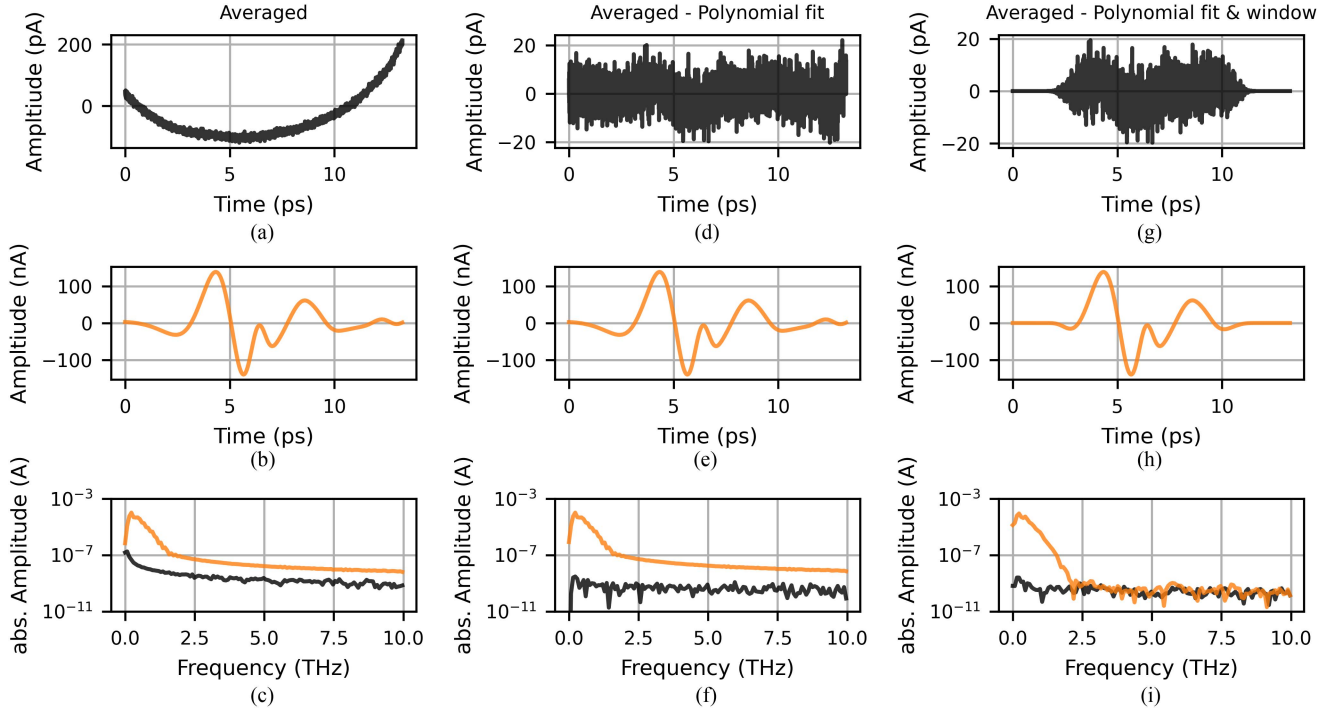 Averaged
Ampltiude (pA)
200
0
0
5
10
Time (ps)
(a)
Ampltiude (nA)
100
0
−100
0
5
10
Time (ps)
(b)
abs. Amplitude (A)
10⁻³
10⁻⁷
10⁻¹¹
0.0
2.5
5.0
7.5
10.0
Frequency (THz)
(c)
Averaged - Polynomial fit
Ampltiude (pA)
20
0
−20
0
5
10
Time (ps)
(d)
Ampltiude (nA)
100
0
−100
0
5
10
Time (ps)
(e)
abs. Amplitude (A)
10⁻³
10⁻⁷
10⁻¹¹
0.0
2.5
5.0
7.5
10.0
Frequency (THz)
(f)
Averaged - Polynomial fit & window
Ampltiude (pA)
20
0
−20
0
5
10
Time (ps)
(g)
Ampltiude (nA)
100
0
−100
0
5
10
Time (ps)
(h)
abs. Amplitude (A)
10⁻³
10⁻⁷
10⁻¹¹
0.0
2.5
5.0
7.5
10.0
Frequency (THz)
(i)